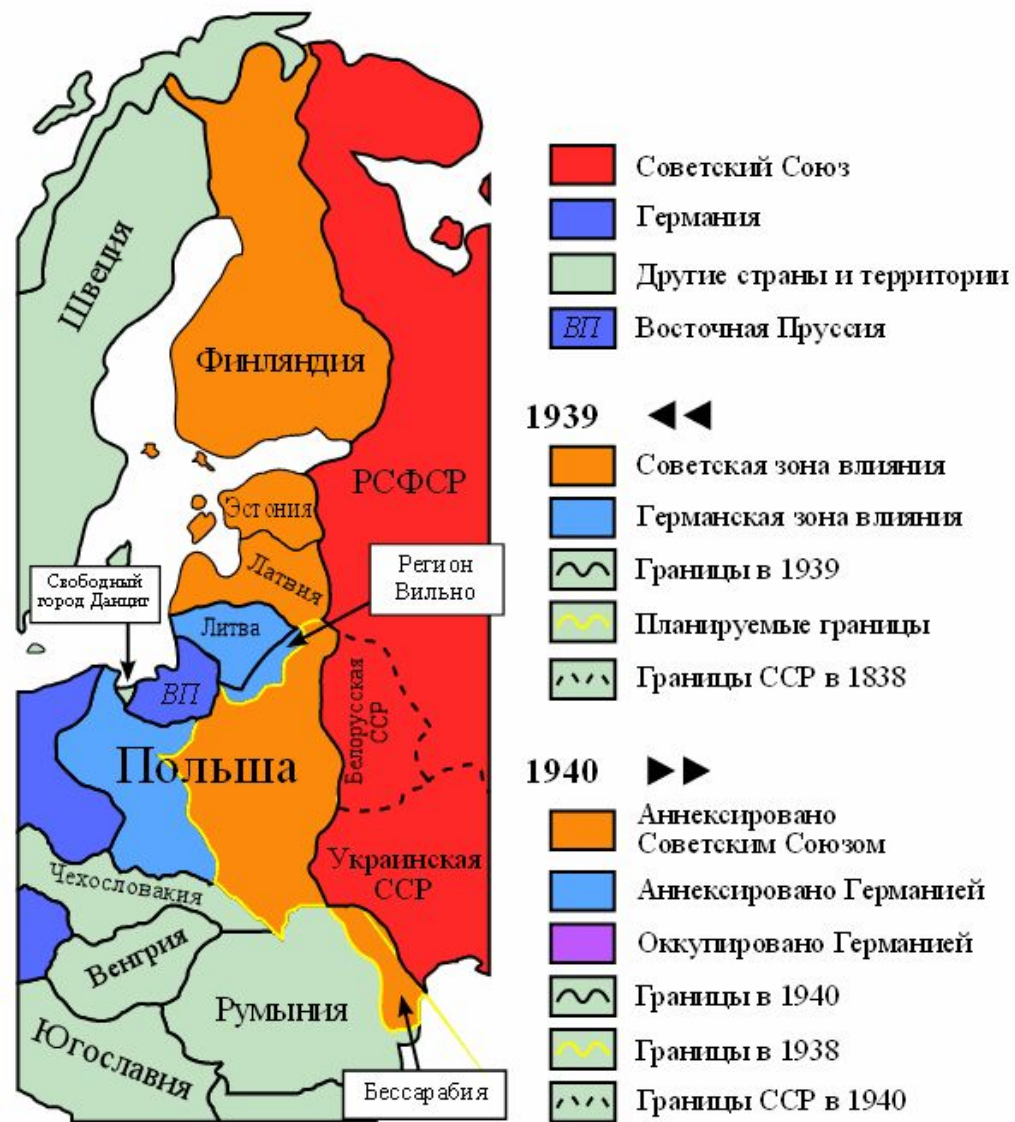 Швеция
Финляндия
Эстония
РСФСР
Латвия
Регион
Вильно
Свободный
город Данциг
Литва
ВП
Польша
Белорусская
ССР
Украинская
ССР
Чехословакия
Венгрия
Румыния
Югославия
Бессарабия
Советский Союз
Германия
Другие страны и территории
ВП Восточная Пруссия
1939
Советская зона влияния
Германская зона влияния
Границы в 1939
Планируемые границы
Границы ССР в 1838
1940
Аннексировано
Советским Союзом
Аннексировано Германией
Оккупировано Германией
Границы в 1940
Границы в 1938
Границы ССР в 1940